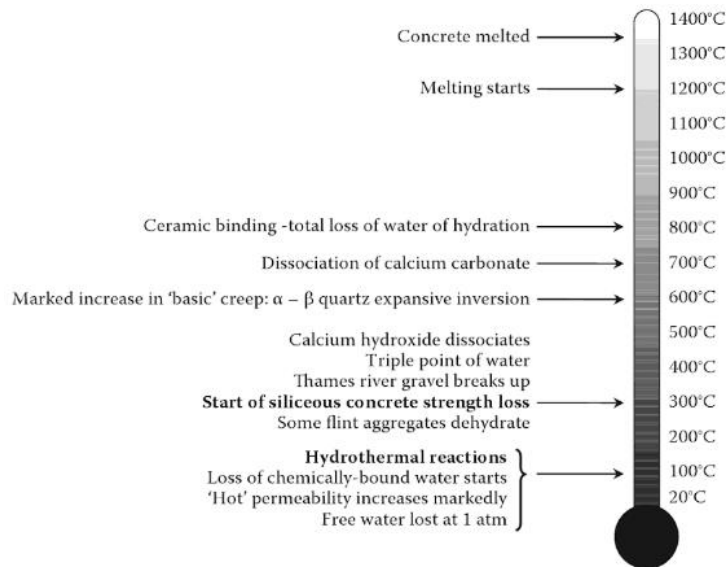 Concrete melted
Melting starts
Ceramic binding -total loss of water of hydration
Dissociation of calcium carbonate
Marked increase in ‘basic’ creep: α – β quartz expansive inversion
Calcium hydroxide dissociates
Triple point of water
Thames river gravel breaks up
Start of siliceous concrete strength loss
Some flint aggregates dehydrate
Hydrothermal reactions
Loss of chemically-bound water starts
‘Hot’ permeability increases markedly
Free water lost at 1 atm
1400°C
1300°C
1200°C
1100°C
1000°C
900°C
800°C
700°C
600°C
500°C
400°C
300°C
200°C
100°C
20°C